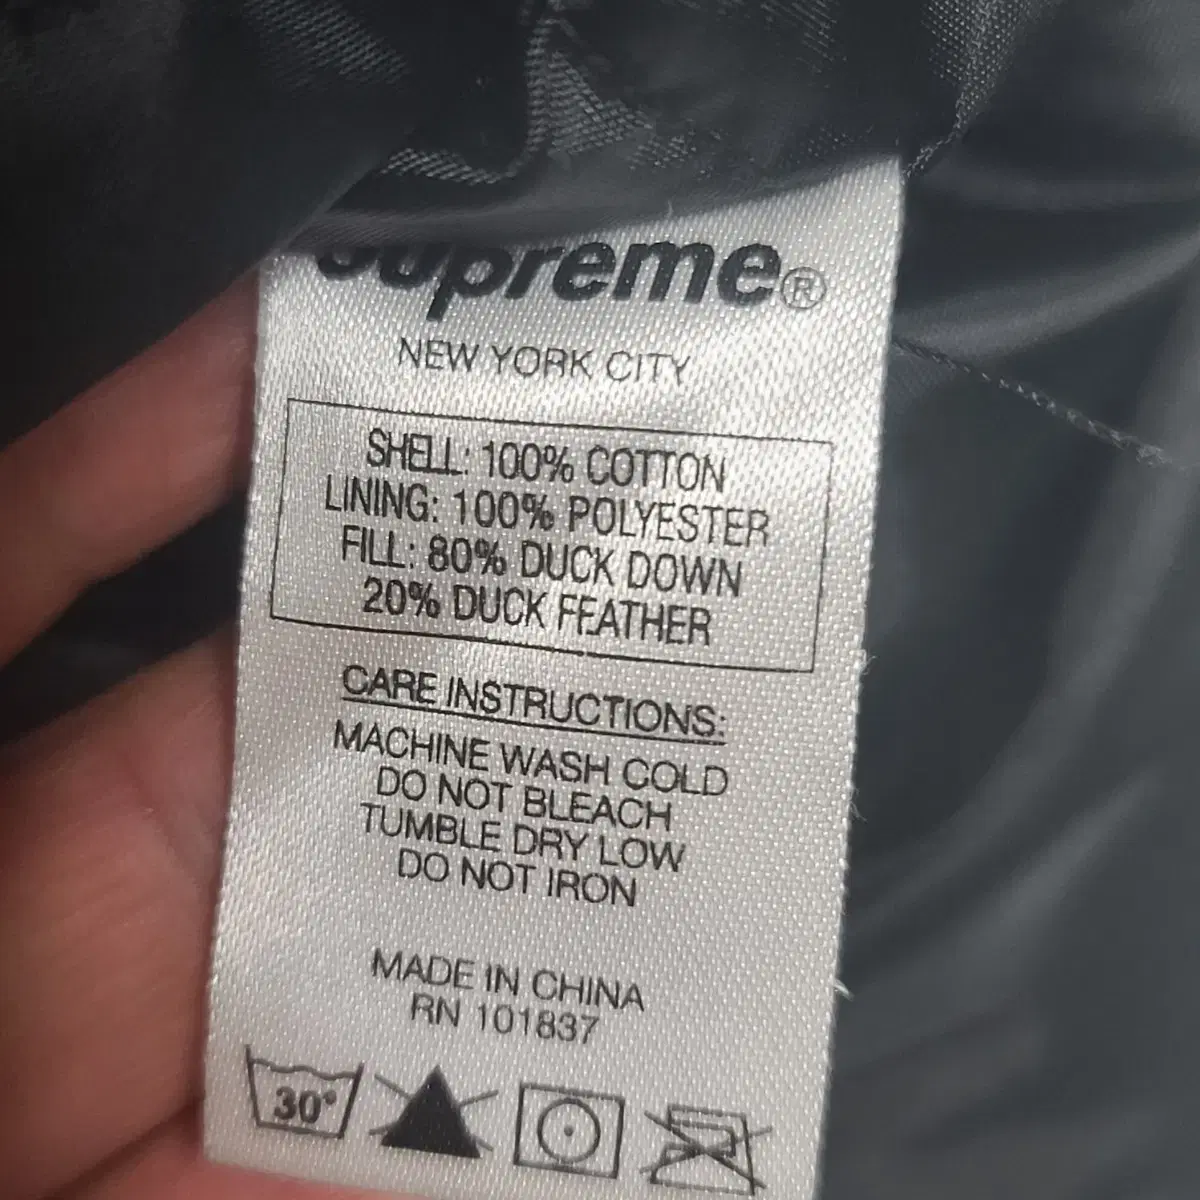 Supreme®
NEW YORK CITY
SHELL: 100% COTTON
LINING: 100% POLYESTER
FILL: 80% DUCK DOWN
20% DUCK FEATHER
CARE INSTRUCTIONS:
MACHINE WASH COLD
DO NOT BLEACH
TUMBLE DRY LOW
DO NOT IRON
MADE IN CHINA
RN 101837
30°